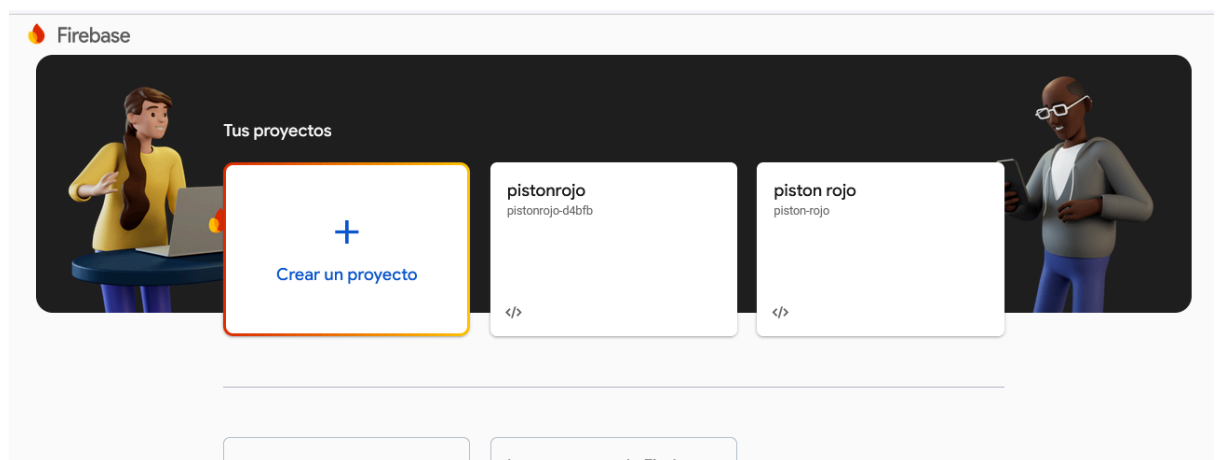 Firebase
Tus proyectos
Crear un proyecto
pistonrojo
pistonrojo-d4bfb
piston rojo
piston-rojo